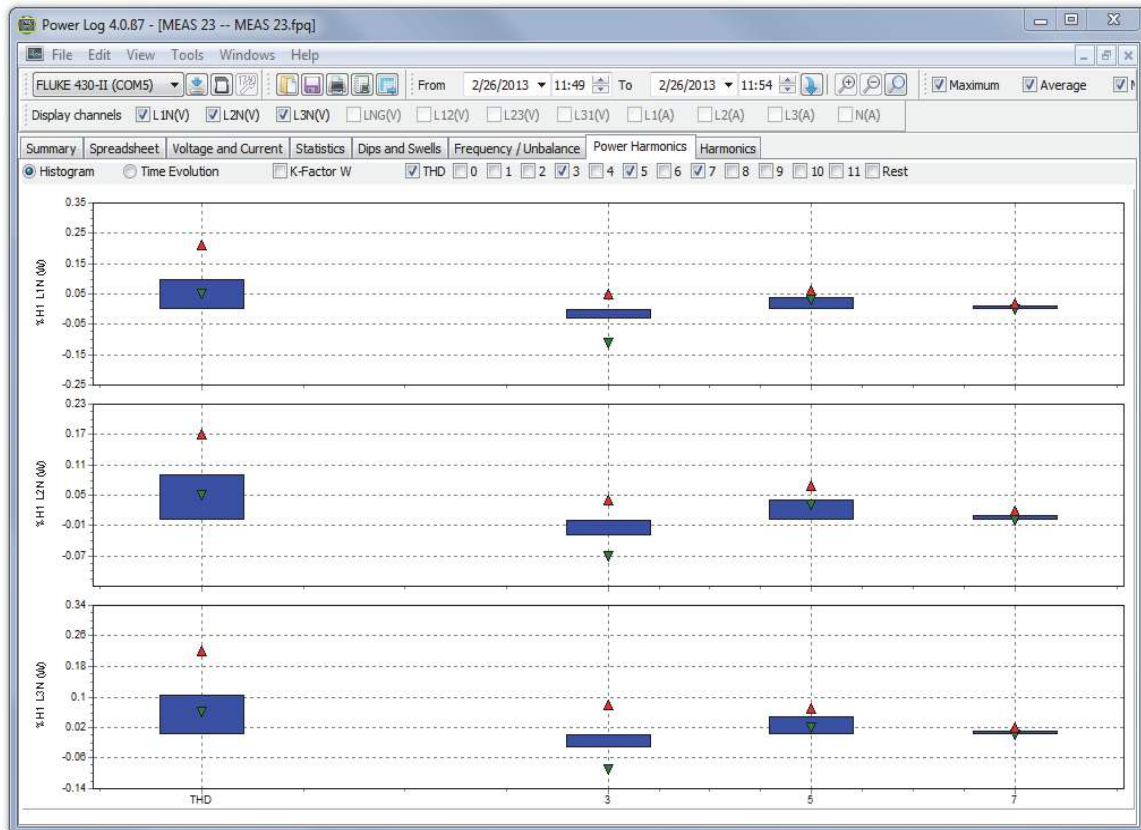 Power Log 4.0.87 - [MEAS 23 -- MEAS 23.fpq]
File Edit View Tools Windows Help
FLUKE 430-II (COM5) From 2/26/2013 11:49 To 2/26/2013 11:54 Maximum Average
Display channels L1N(V) L2N(V) L3N(V) LNG(V) L12(V) L23(V) L31(V) L1(A) L2(A) L3(A) N(A)
Summary Spreadsheet Voltage and Current Statistics Dips and Swells Frequency / Unbalance Power Harmonics Harmonics
Histogram Time Evolution K-Factor W THD 0 1 2 3 4 5 6 7 8 9 10 11 Rest
%H1 L1N (W)
0.35
0.25
0.15
0.05
-0.05
-0.15
-0.25
%H1 L2N (W)
0.23
0.17
0.11
0.05
-0.01
-0.07
%H1 L3N (W)
0.34
0.26
0.18
0.1
0.02
-0.06
-0.14
THD 3 5 7